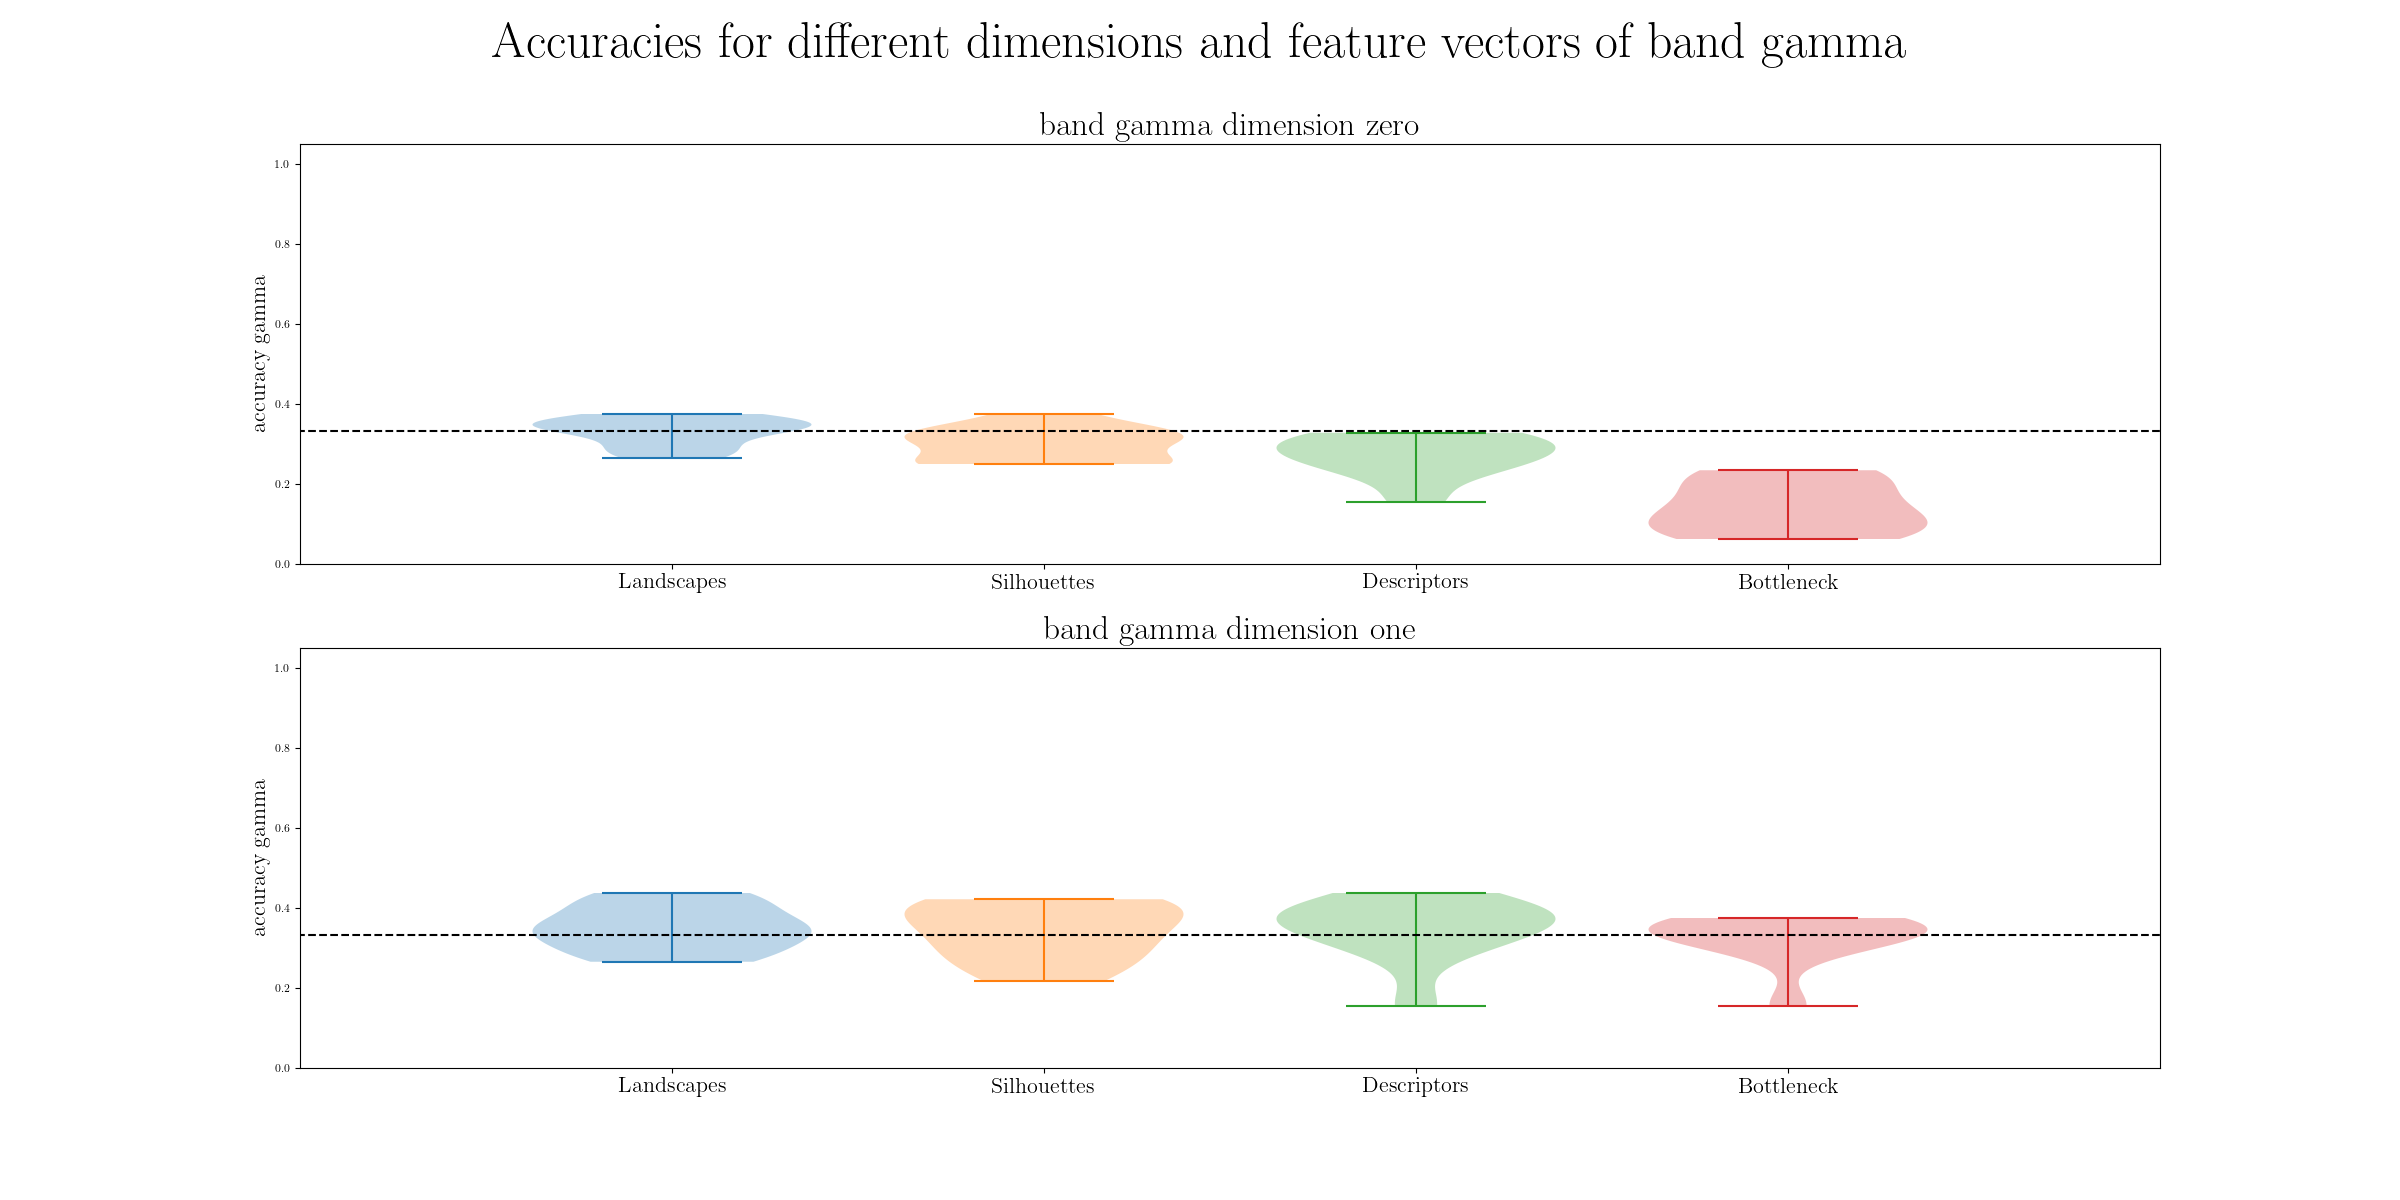 Accuracies for different dimensions and feature vectors of band gamma
band gamma dimension zero
1.0
0.8
0.6
0.4
0.2
0.0
accuracy gamma
Landscapes Silhouettes Descriptors Bottleneck
band gamma dimension one
1.0
0.8
0.6
0.4
0.2
0.0
accuracy gamma
Landscapes Silhouettes Descriptors Bottleneck